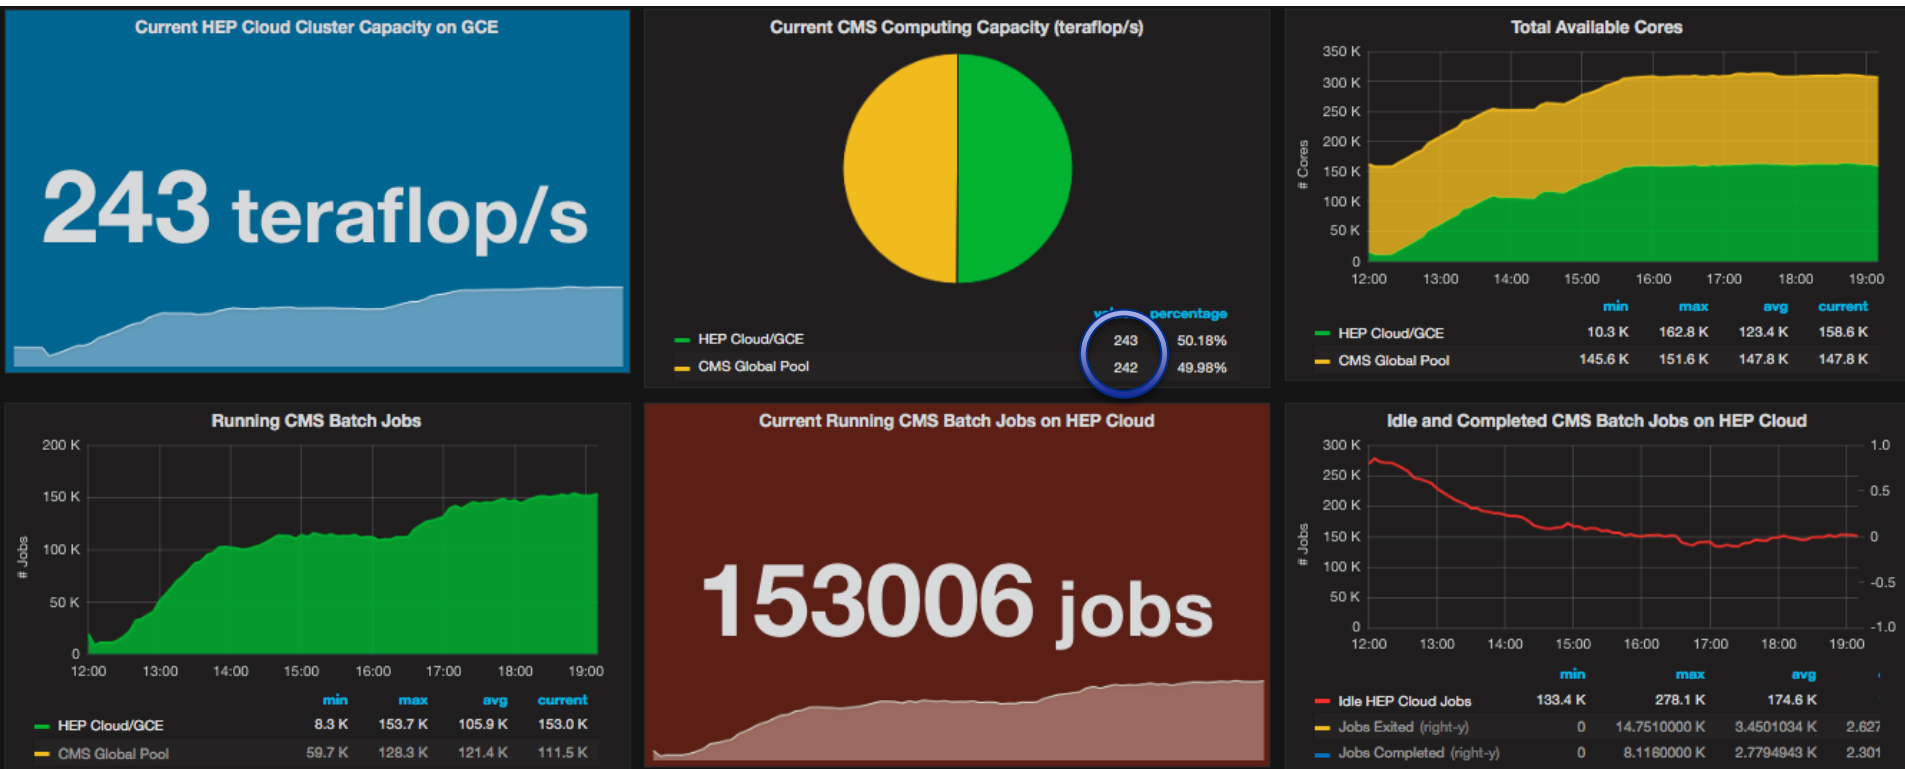 Current HEP Cloud Cluster Capacity on GCE
243 teraflop/s
Current CMS Computing Capacity (teraflop/s)
percentage
HEP Cloud/GCE 243 50.18%
CMS Global Pool 242 49.98%
Total Available Cores
# Cores
350 K
300 K
250 K
200 K
150 K
100 K
50 K
0
12:00 13:00 14:00 15:00 16:00 17:00 18:00 19:00
min max avg current
HEP Cloud/GCE 10.3 K 162.8 K 123.4 K 158.6 K
CMS Global Pool 145.6 K 151.6 K 147.8 K 147.8 K
Running CMS Batch Jobs
# Jobs
200 K
150 K
100 K
50 K
0
12:00 13:00 14:00 15:00 16:00 17:00 18:00 19:00
min max avg current
HEP Cloud/GCE 8.3 K 153.7 K 105.9 K 153.0 K
CMS Global Pool 59.7 K 128.3 K 121.4 K 111.5 K
Current Running CMS Batch Jobs on HEP Cloud
153006 jobs
Idle and Completed CMS Batch Jobs on HEP Cloud
# Jobs
300 K 1.0
250 K
0.5
200 K
150 K 0
100 K
-0.5
50 K
0 -1.0
12:00 13:00 14:00 15:00 16:00 17:00 18:00 19:00
min max avg
Idle HEP Cloud Jobs 133.4 K 278.1 K 174.6 K
Jobs Exited (right-y) 0 14.7510000 K 3.4501034 K 2.627
Jobs Completed (right-y) 0 8.1160000 K 2.7794943 K 2.301